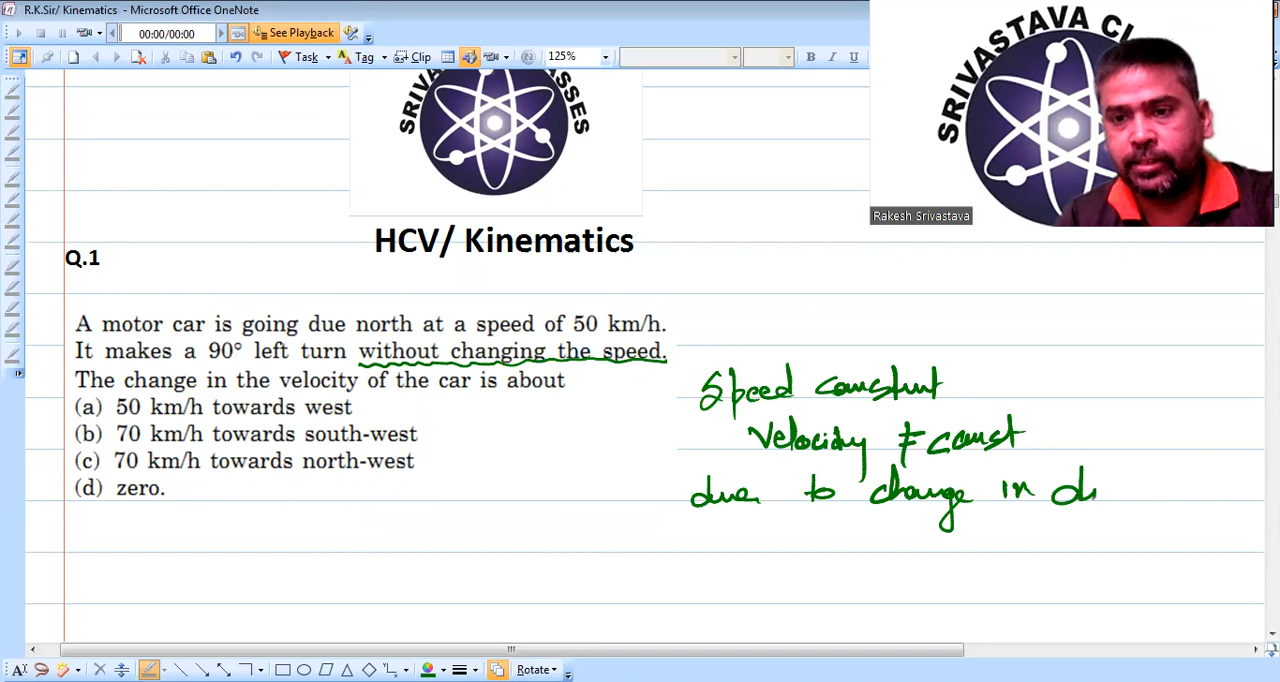 R.K.Sir/ Kinematics - Microsoft Office OneNote
00:00/00:00 See Playback
Task Tag Clip 125% B I U
SRIVASTAVA CL
SRIVA ASSES
Rakesh Srivastava
HCV/ Kinematics
Q.1
A motor car is going due north at a speed of 50 km/h.
It makes a 90° left turn without changing the speed.
The change in the velocity of the car is about
(a) 50 km/h towards west
(b) 70 km/h towards south-west
(c) 70 km/h towards north-west
(d) zero.
Speed constant
Velocity ≠ const
due to change in di
Rotate